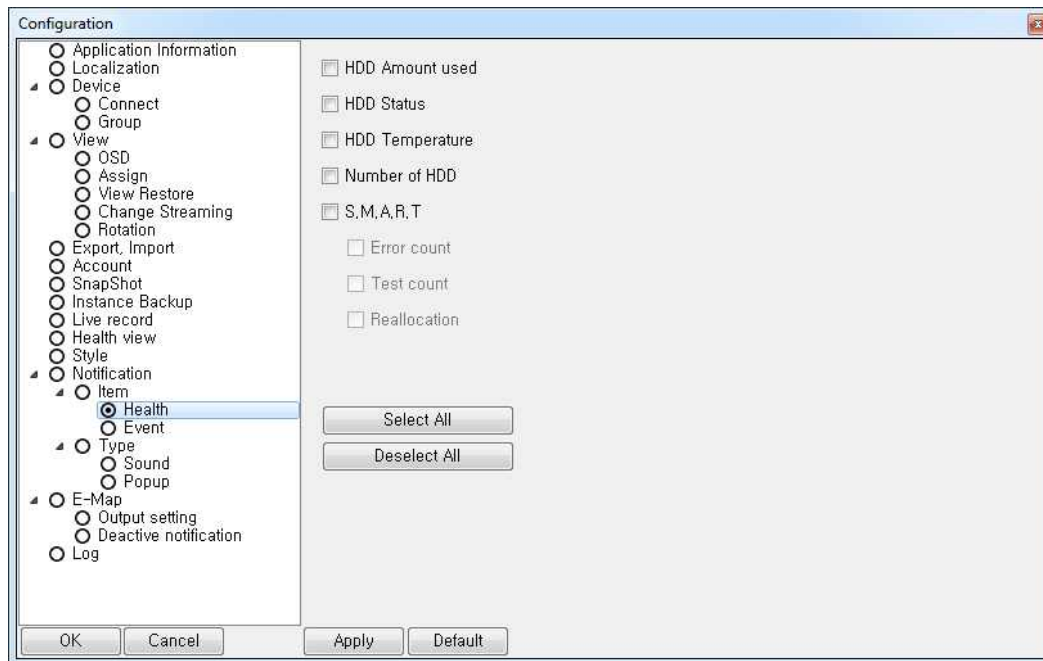 Configuration
Application Information
Localization
Device
Connect
Group
View
OSD
Assign
View Restore
Change Streaming
Rotation
Export, Import
Account
SnapShot
Instance Backup
Live record
Health view
Style
Notification
Item
Health
Event
Type
Sound
Popup
E-Map
Output setting
Deactive notification
Log
HDD Amount used
HDD Status
HDD Temperature
Number of HDD
S,M,A,R,T
Error count
Test count
Reallocation
Select All
Deselect All
OK
Cancel
Apply
Default